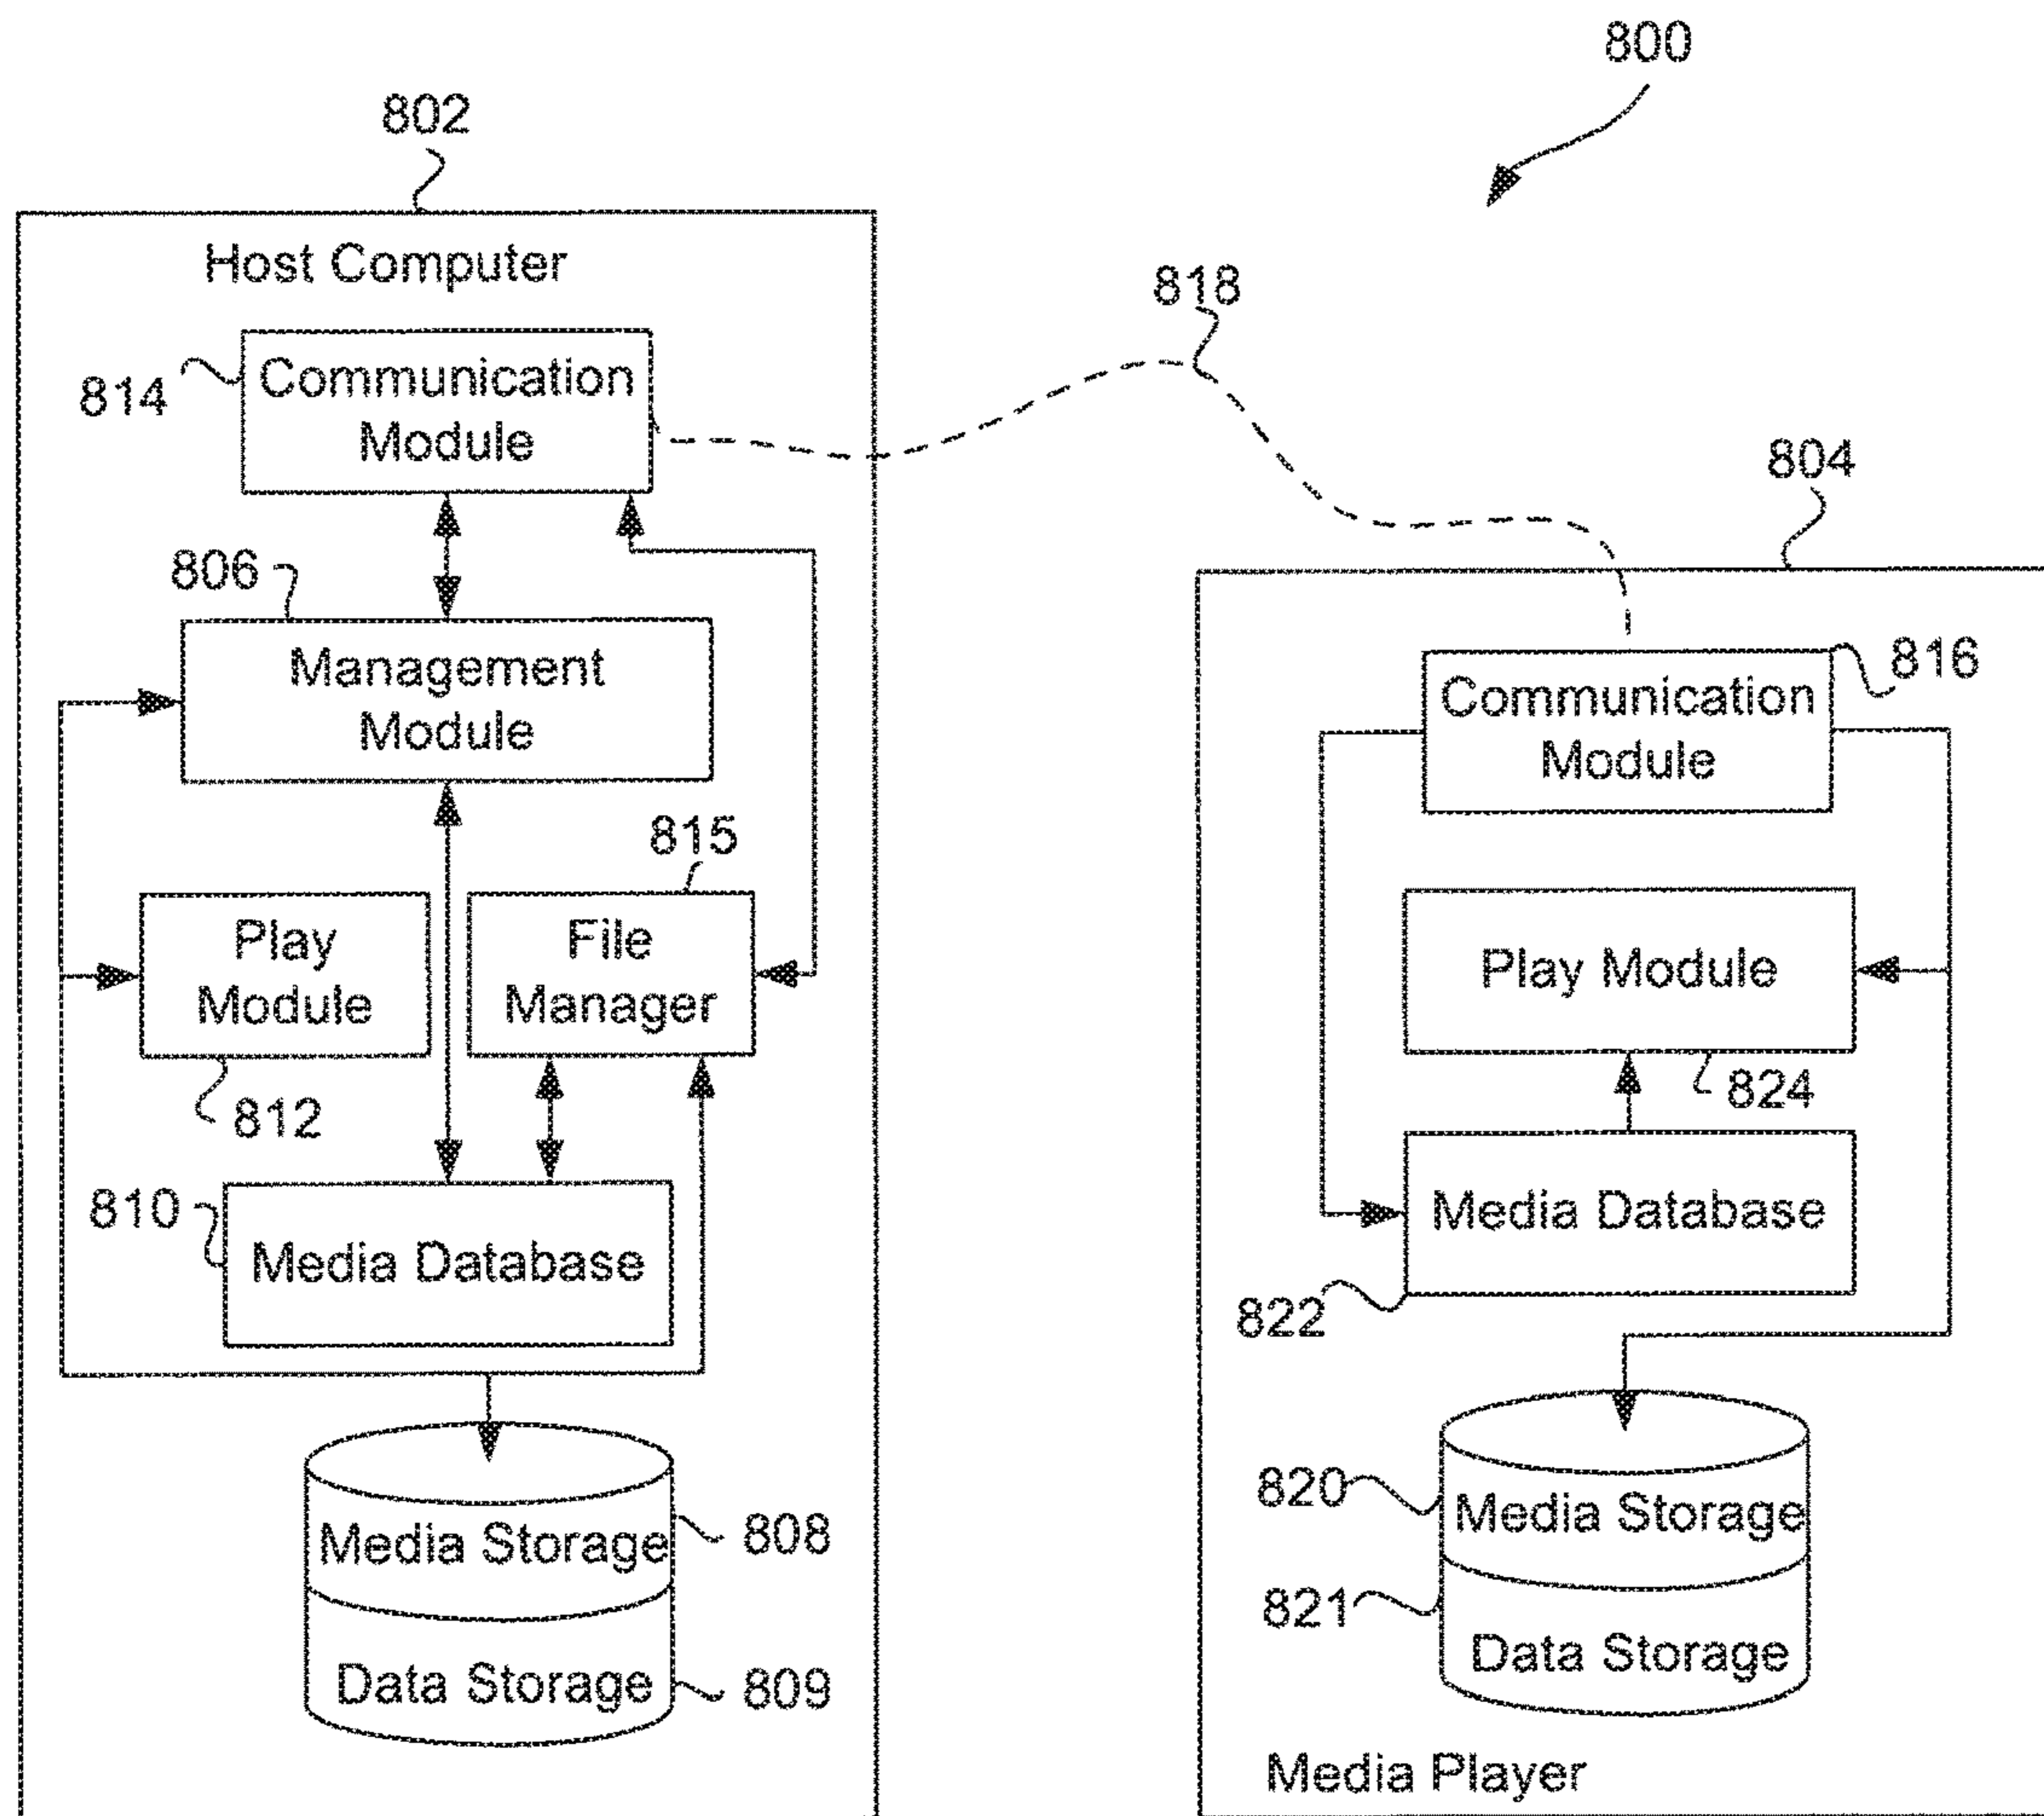 800
802
Host Computer
818
814
Communication
Module
804
806
Management
Module
816
Communication
Module
815
Play
Module
File
Manager
Play Module
812
824
810
Media Database
Media Database
822
820
Media Storage
808
Media Storage
821
Data Storage
809
Data Storage
Media Player